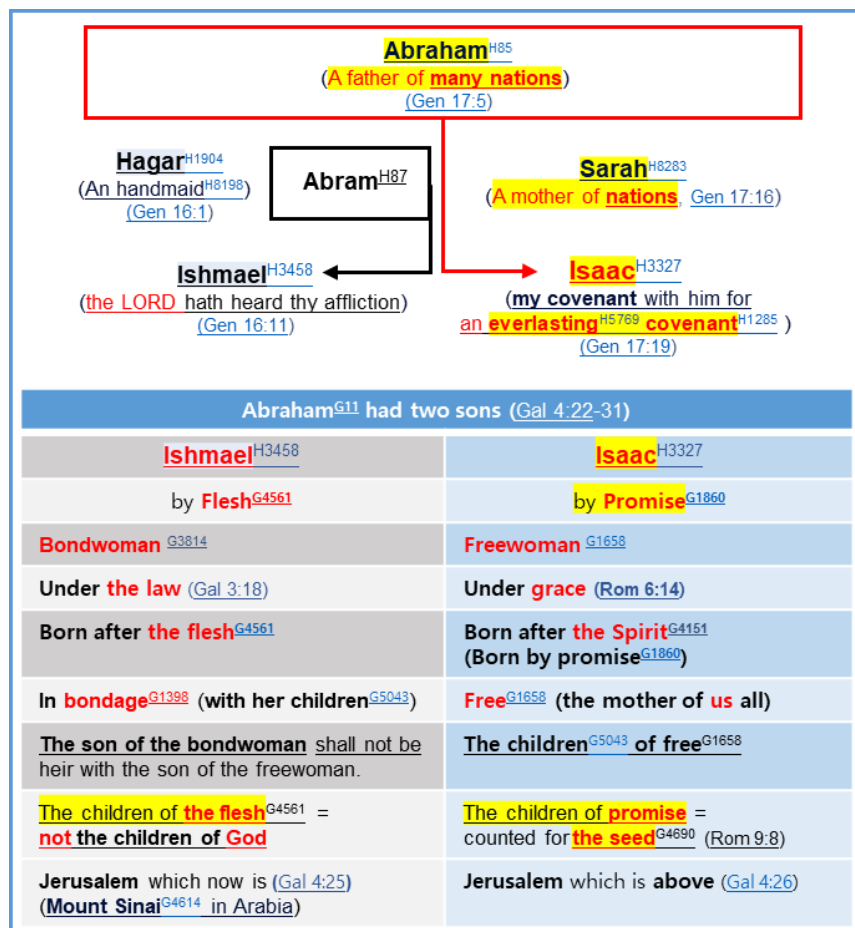 AbrahamH85
(A father of many nations)
(Gen 17:5)
HagarH1904
(An handmaidH8198)
(Gen 16:1)
AbramH87
SarahH8283
(A mother of nations, Gen 17:16)
IshmaelH3458
(the LORD hath heard thy affliction)
(Gen 16:11)
IsaacH3327
(my covenant with him for
an everlastingH5769 covenantH1285 )
(Gen 17:19)
AbrahamG11 had two sons (Gal 4:22-31)
IshmaelH3458
IsaacH3327
by FleshG4561
by PromiseG1860
Bondwoman G3814
Freewoman G1658
Under the law (Gal 3:18)
Under grace (Rom 6:14)
Born after the fleshG4561
Born after the SpiritG4151
(Born by promiseG1860)
In bondageG1398 (with her childrenG5043)
FreeG1658 (the mother of us all)
The son of the bondwoman shall not be
heir with the son of the freewoman.
The childrenG5043 of freeG1658
The children of the fleshG4561 =
not the children of God
The children of promise =
counted for the seedG4690 (Rom 9:8)
Jerusalem which now is (Gal 4:25)
(Mount SinaiG4614 in Arabia)
Jerusalem which is above (Gal 4:26)